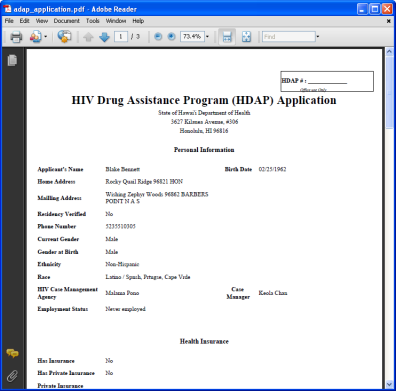 adap_application.pdf - Adobe Reader
File Edit View Document Tools Window Help
1 / 3 73.4% Find
HDAP # :
Office use Only
HIV Drug Assistance Program (HDAP) Application
State of Hawaii Department of Health
3627 Kilauea Avenue, #306
Honolulu, HI 96816
Personal Information
Applicant's Name Blake Bennett Birth Date 02/25/1962
Home Address Rocky Quail Ridge 96821 HON
Mailing Address Wishing Zephyr Woods 96862 BARBERS
POINT N A S
Residency Verified No
Phone Number 5235510305
Current Gender Male
Gender at Birth Male
Ethnicity Non-Hispanic
Race Latino / Spnsh, Prtugse, Cape Vrde
HIV Case Management Agency Malama Pono Case Manager Keola Chan
Employment Status Never employed
Health Insurance
Has Insurance No
Has Private Insurance No
Private Insurance